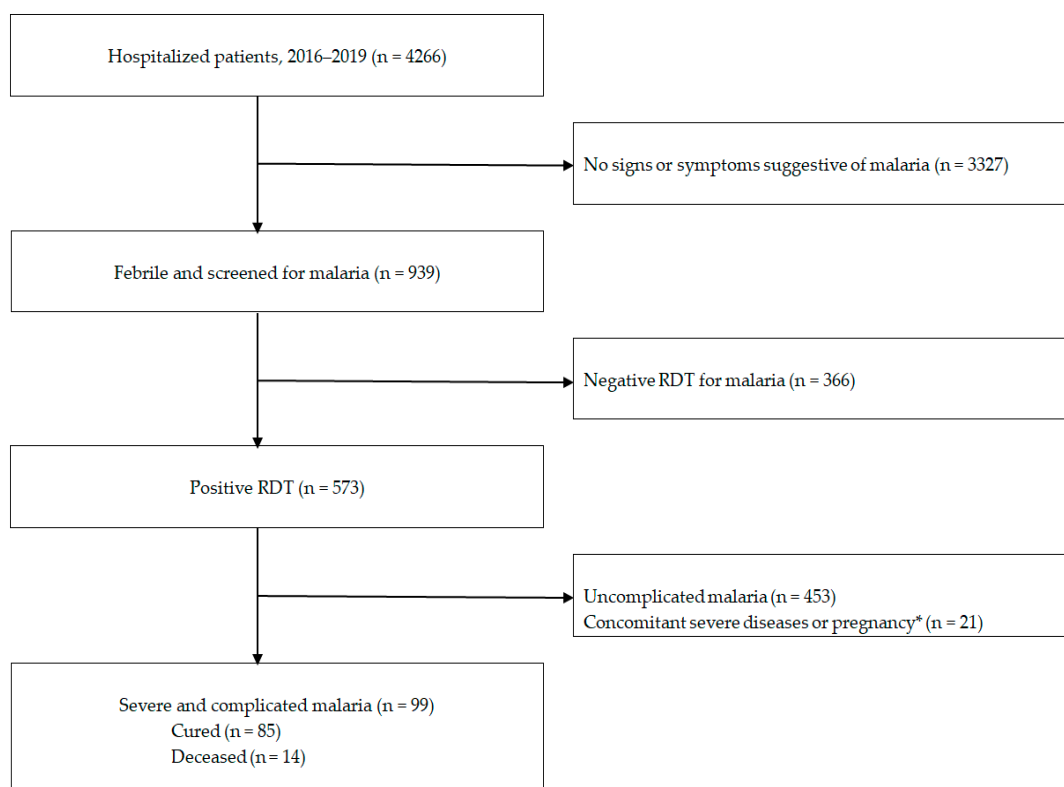 Hospitalized patients, 2016–2019 (n = 4266)
No signs or symptoms suggestive of malaria (n = 3327)
Febrile and screened for malaria (n = 939)
Negative RDT for malaria (n = 366)
Positive RDT (n = 573)
Uncomplicated malaria (n = 453)
Concomitant severe diseases or pregnancy* (n = 21)
Severe and complicated malaria (n = 99)
Cured (n = 85)
Deceased (n = 14)